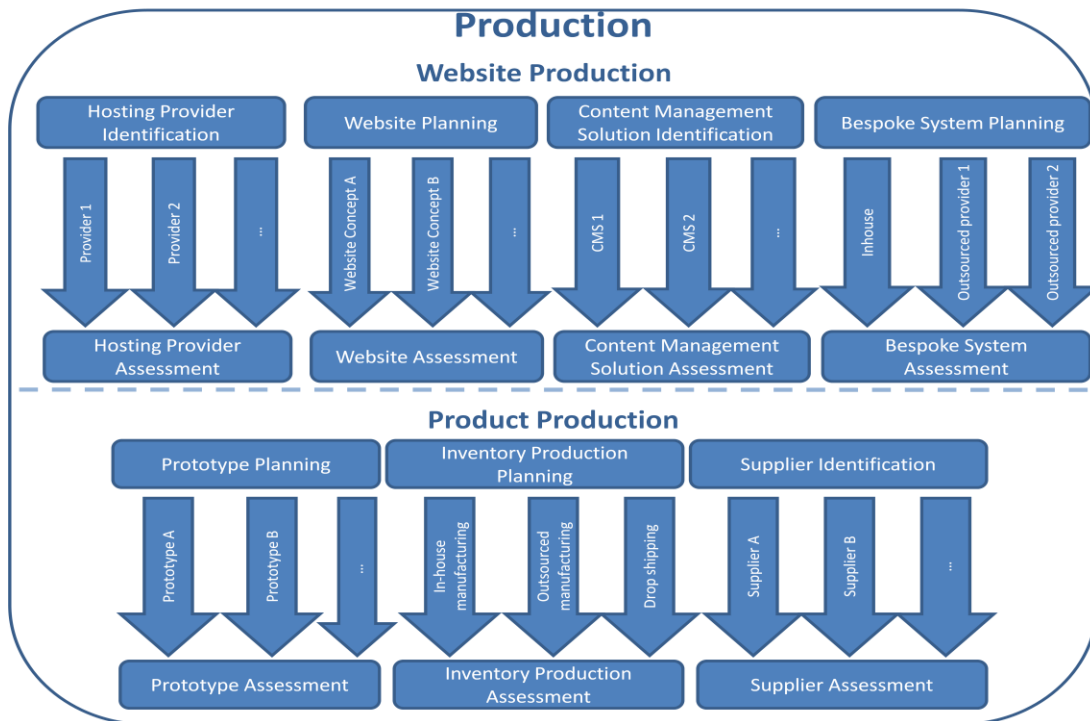 Production
Website Production
Hosting Provider
Identification
Website Planning
Content Management
Solution Identification
Bespoke System Planning
Provider 1
Provider 2
...
Website Concept A
Website Concept B
...
CMS 1
CMS 2
...
Inhouse
Outsourced provider 1
Outsourced provider 2
Hosting Provider
Assessment
Website Assessment
Content Management
Solution Assessment
Bespoke System
Assessment
Product Production
Prototype Planning
Inventory Production
Planning
Supplier Identification
Prototype A
Prototype B
...
In-house
manufacturing
Outsourced
manufacturing
Drop shipping
Supplier A
Supplier B
...
Prototype Assessment
Inventory Production
Assessment
Supplier Assessment